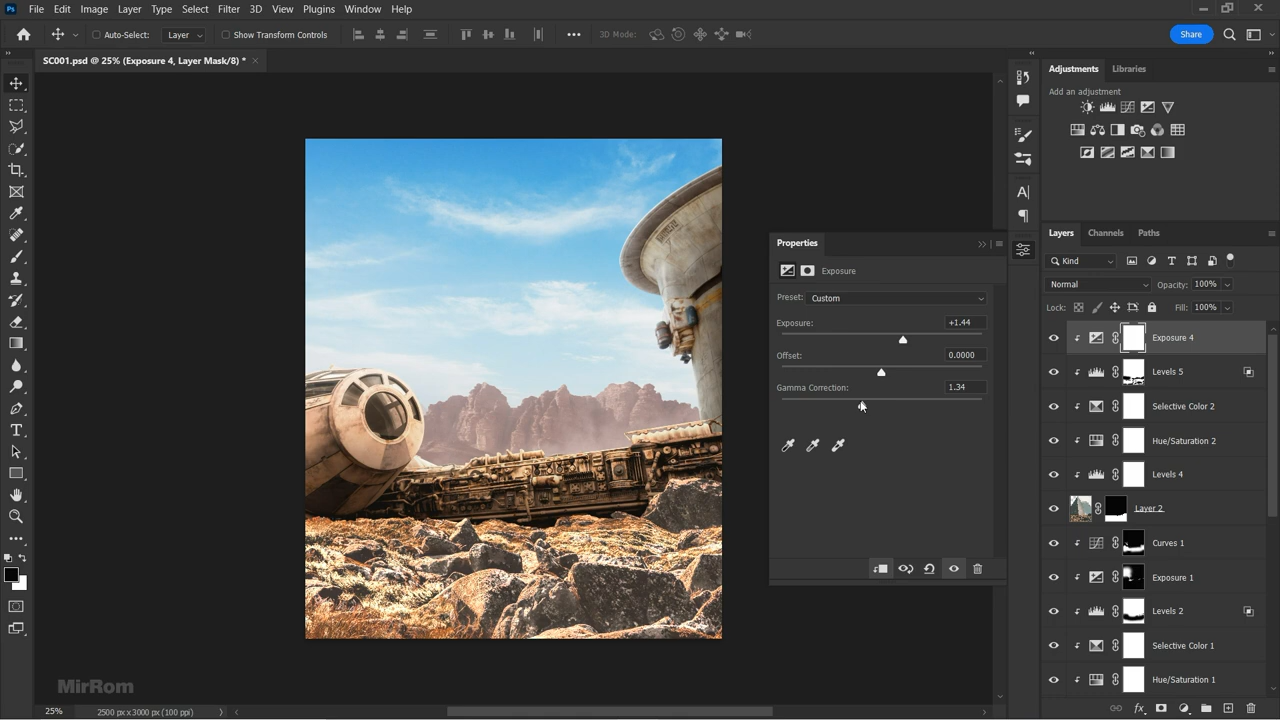 Ps File Edit Image Layer Type Select Filter 3D View Plugins Window Help
Auto-Select: Layer Show Transform Controls 3D Mode: Share
SC001.psd @ 25% (Exposure 4, Layer Mask/8) *
Adjustments Libraries
Add an adjustment
Properties
Exposure
Preset: Custom
Exposure: +1.44
Offset: 0.0000
Gamma Correction: 1.34
Layers Channels Paths
Kind
Normal Opacity: 100%
Lock: Fill: 100%
Exposure 4
Levels 5
Selective Color 2
Hue/Saturation 2
Levels 4
Layer 2
Curves 1
Exposure 1
Levels 2
Selective Color 1
Hue/Saturation 1
MirRom
25% 2500 px x 3000 px (100 ppi)